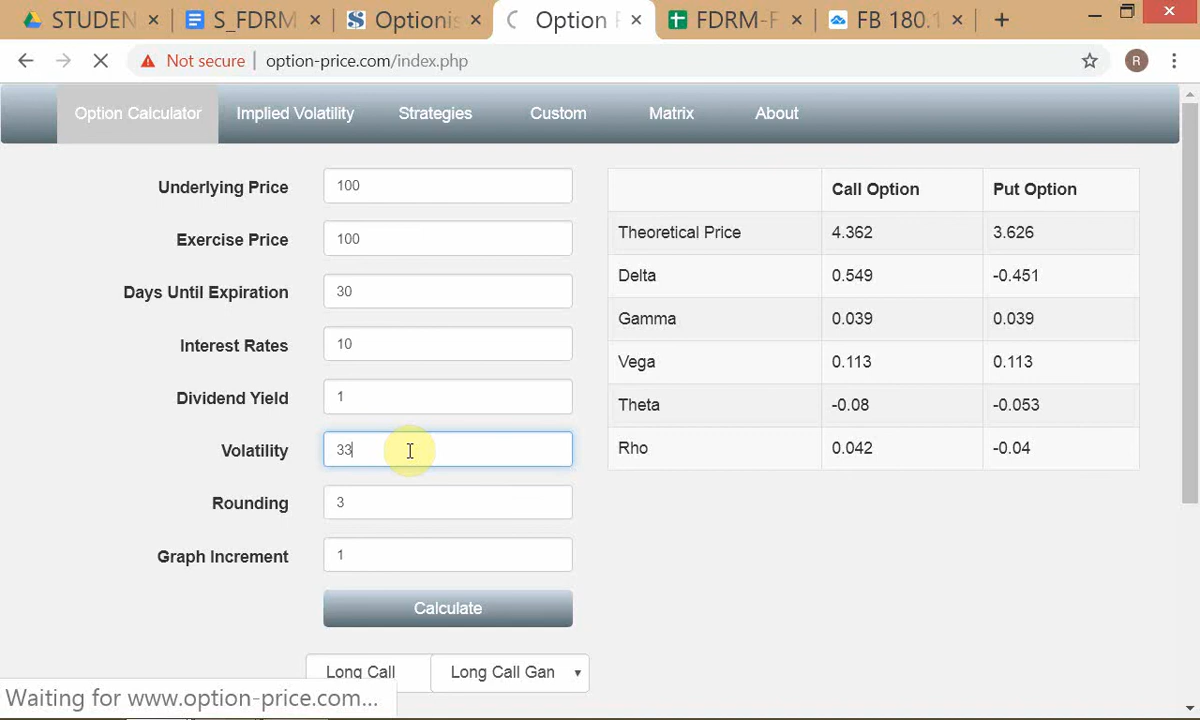 STUDEN
S_FDRM
Optionis
Option P
FDRM-F
FB 180.1
Not secure
option-price.com/index.php
R
Option Calculator
Implied Volatility
Strategies
Custom
Matrix
About
Underlying Price 100
Exercise Price 100
Days Until Expiration 30
Interest Rates 10
Dividend Yield 1
Volatility 33
Rounding 3
Graph Increment 1
Calculate
Long Call
Long Call Gan
Call Option Put Option
Theoretical Price 4.362 3.626
Delta 0.549 -0.451
Gamma 0.039 0.039
Vega 0.113 0.113
Theta -0.08 -0.053
Rho 0.042 -0.04
Waiting for www.option-price.com...